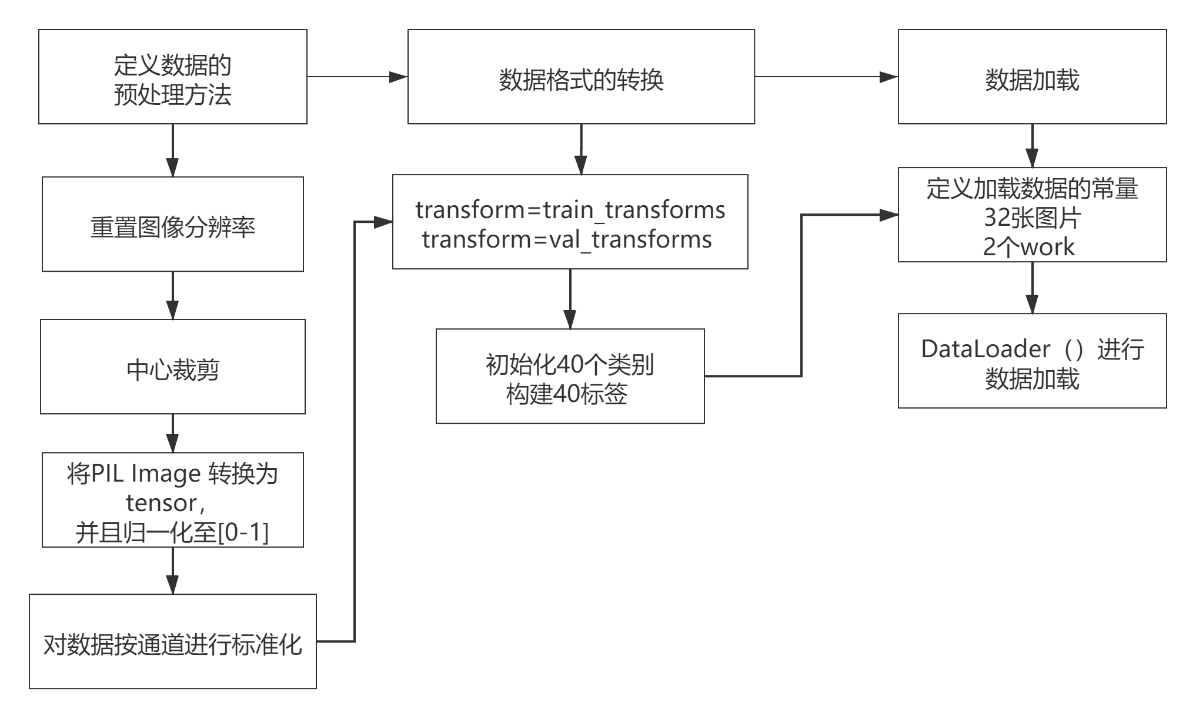 定义数据的
预处理方法
数据格式的转换
数据加载
重置图像分辨率
transform=train_transforms
transform=val_transforms
定义加载数据的常量
32张图片
2个work
中心裁剪
初始化40个类别
构建40标签
DataLoader（）进行
数据加载
将PIL Image 转换为
tensor，
并且归一化至[0-1]
对数据按通道进行标准化